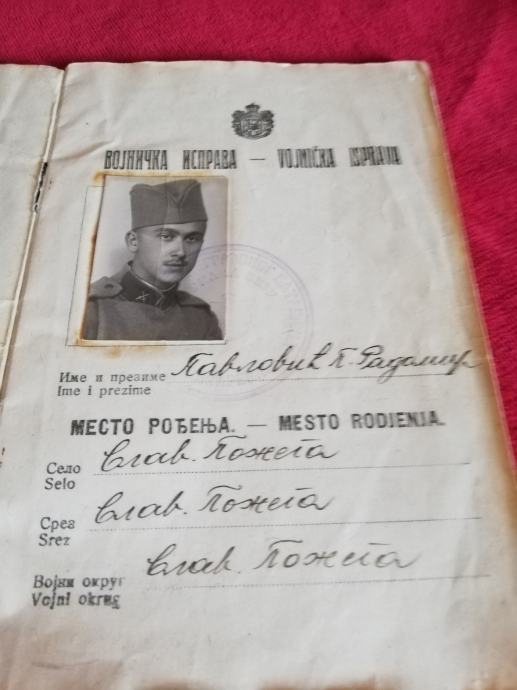 ВОЈНИЧКА ИСПРАВА — VOJNIČKA ISPRAVA
Име и презиме Павловић П. Радомир
Ime i prezime
МЕСТО РОЂЕЊА. — MESTO RODJENJA.
Село Слав. Пожега
Selo
Срез Слав. Пожега
Srez
Војни округ Слав. Пожега
Vojni okrug